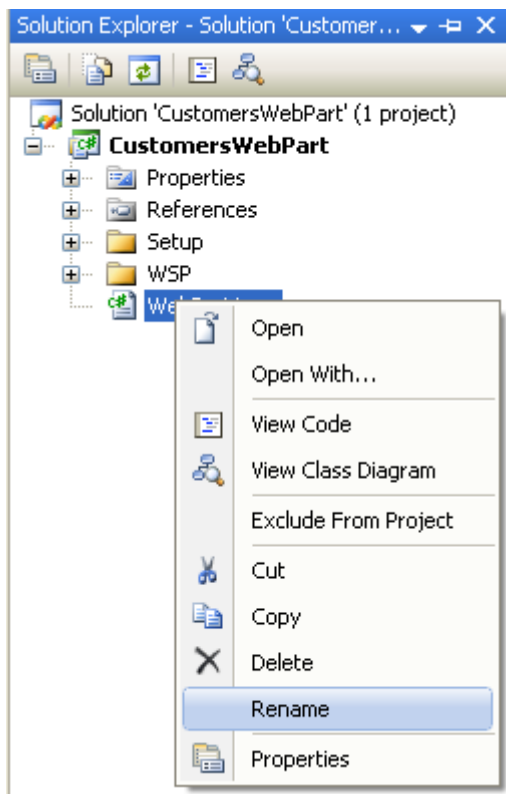 Solution Explorer - Solution 'Customer...
Solution 'CustomersWebPart' (1 project)
CustomersWebPart
Properties
References
Setup
WSP
Open
Open With...
View Code
View Class Diagram
Exclude From Project
Cut
Copy
Delete
Rename
Properties